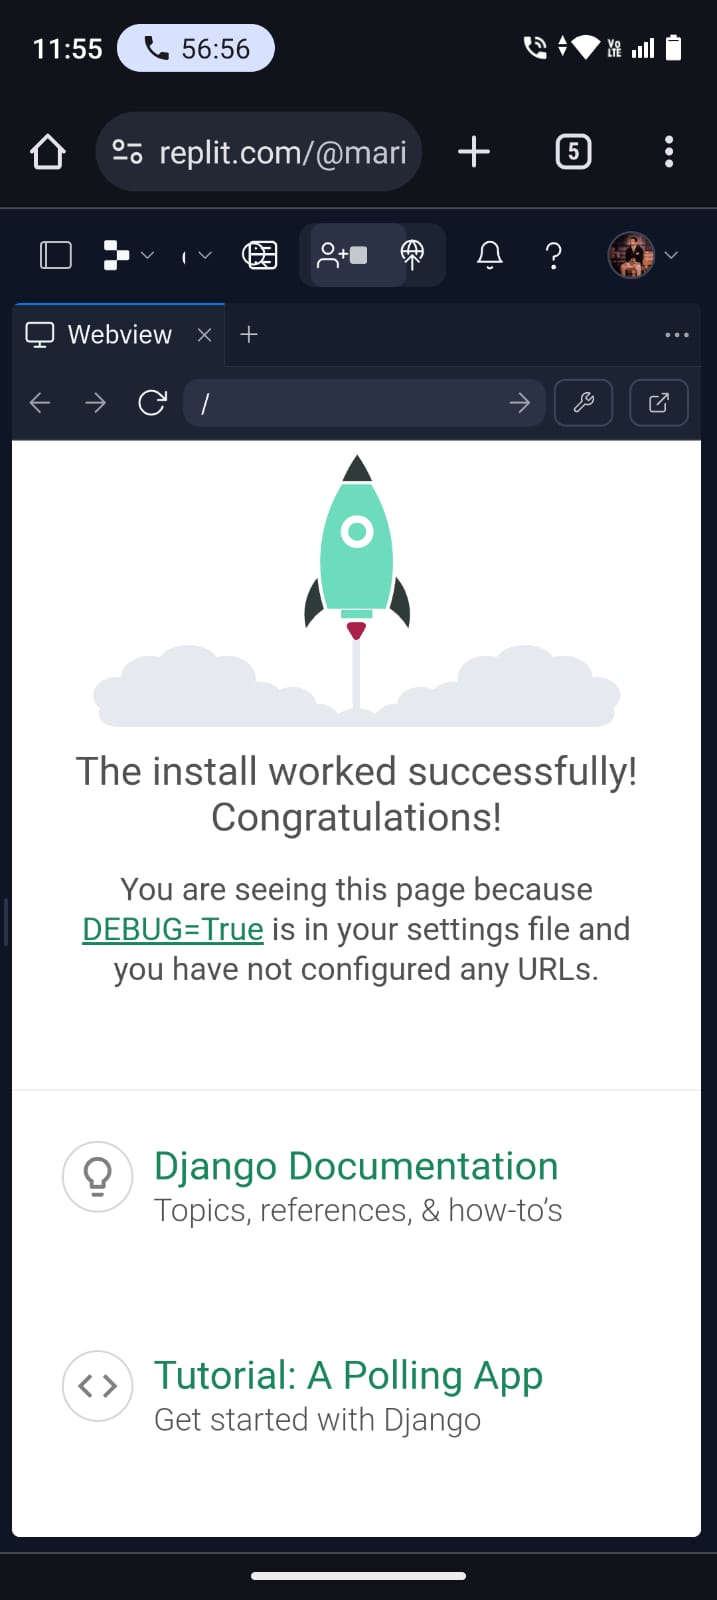 11:55 56:56 Vo LTE
replit.com/@mari 5
Webview
/
The install worked successfully!
Congratulations!
You are seeing this page because
DEBUG=True is in your settings file and
you have not configured any URLs.
Django Documentation
Topics, references, & how-to’s
Tutorial: A Polling App
Get started with Django